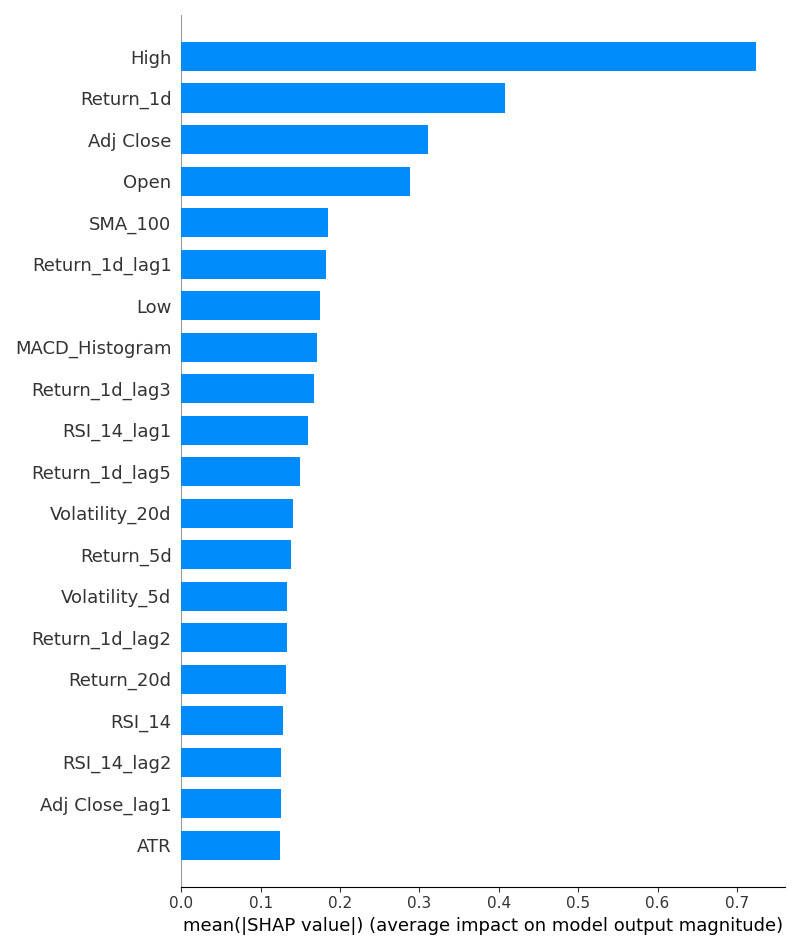 High
Return_1d
Adj Close
Open
SMA_100
Return_1d_lag1
Low
MACD_Histogram
Return_1d_lag3
RSI_14_lag1
Return_1d_lag5
Volatility_20d
Return_5d
Volatility_5d
Return_1d_lag2
Return_20d
RSI_14
RSI_14_lag2
Adj Close_lag1
ATR
0.0 0.1 0.2 0.3 0.4 0.5 0.6 0.7
mean(|SHAP value|) (average impact on model output magnitude)